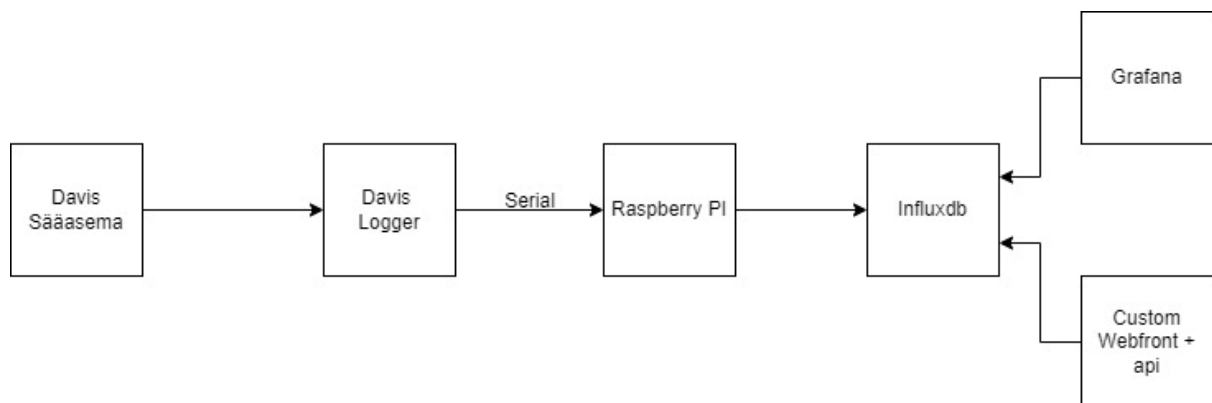 Davis
Sääasema
Davis
Logger
Serial
Raspberry PI
Influxdb
Grafana
Custom
Webfront +
api